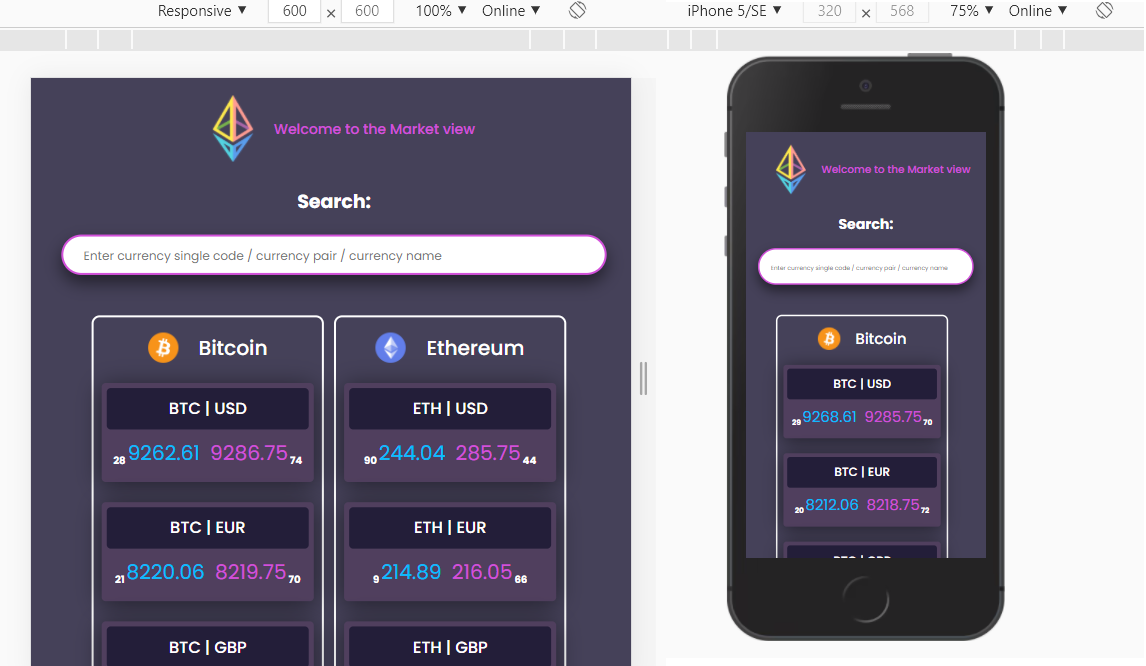 Responsive ▼ 600 × 600 100% ▼ Online ▼
Welcome to the Market view
Search:
Enter currency single code / currency pair / currency name
Bitcoin
BTC | USD
28 9262.61 9286.75 74
BTC | EUR
21 8220.06 8219.75 70
BTC | GBP
Ethereum
ETH | USD
90 244.04 285.75 44
ETH | EUR
9 214.89 216.05 66
ETH | GBP
iPhone 5/SE ▼ 320 × 568 75% ▼ Online ▼
Welcome to the Market view
Search:
Enter currency single code / currency pair / currency name
Bitcoin
BTC | USD
29 9268.61 9285.75 70
BTC | EUR
20 8212.06 8218.75 72
BTC | GBP